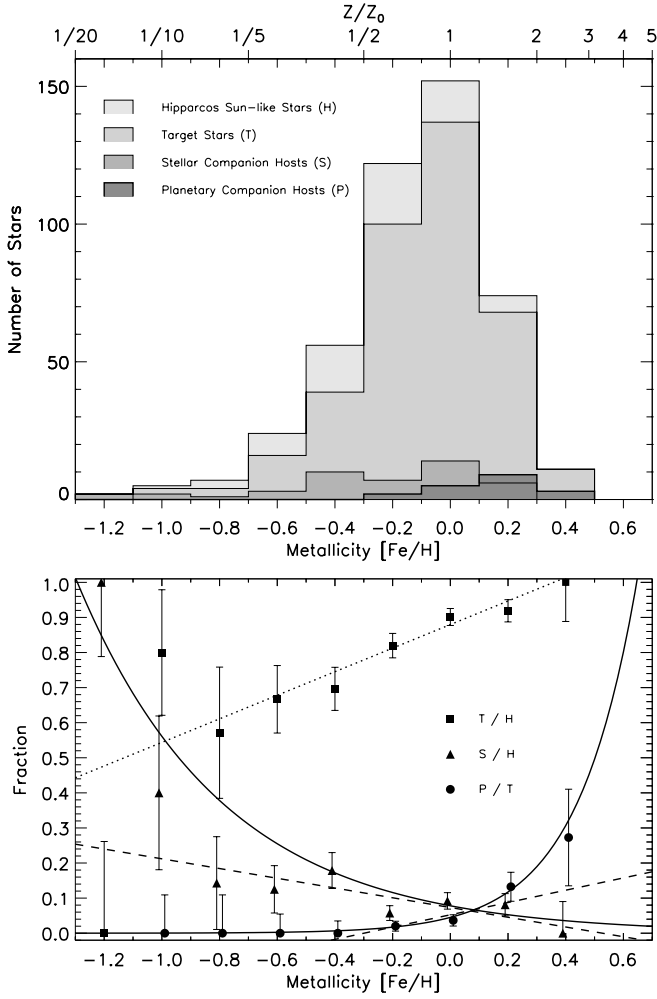 Z/Z₀
1/20 1/10 1/5 1/2 1 2 3 4 5
150
Hipparcos Sun-like Stars (H)
Target Stars (T)
Stellar Companion Hosts (S)
Planetary Companion Hosts (P)
100
Number of Stars
50
0
-1.2 -1.0 -0.8 -0.6 -0.4 -0.2 0.0 0.2 0.4 0.6
Metallicity [Fe/H]
1.0
0.9
0.8
0.7
0.6
T / H
0.5
S / H
Fraction
0.4
P / T
0.3
0.2
0.1
0.0
-1.2 -1.0 -0.8 -0.6 -0.4 -0.2 0.0 0.2 0.4 0.6
Metallicity [Fe/H]